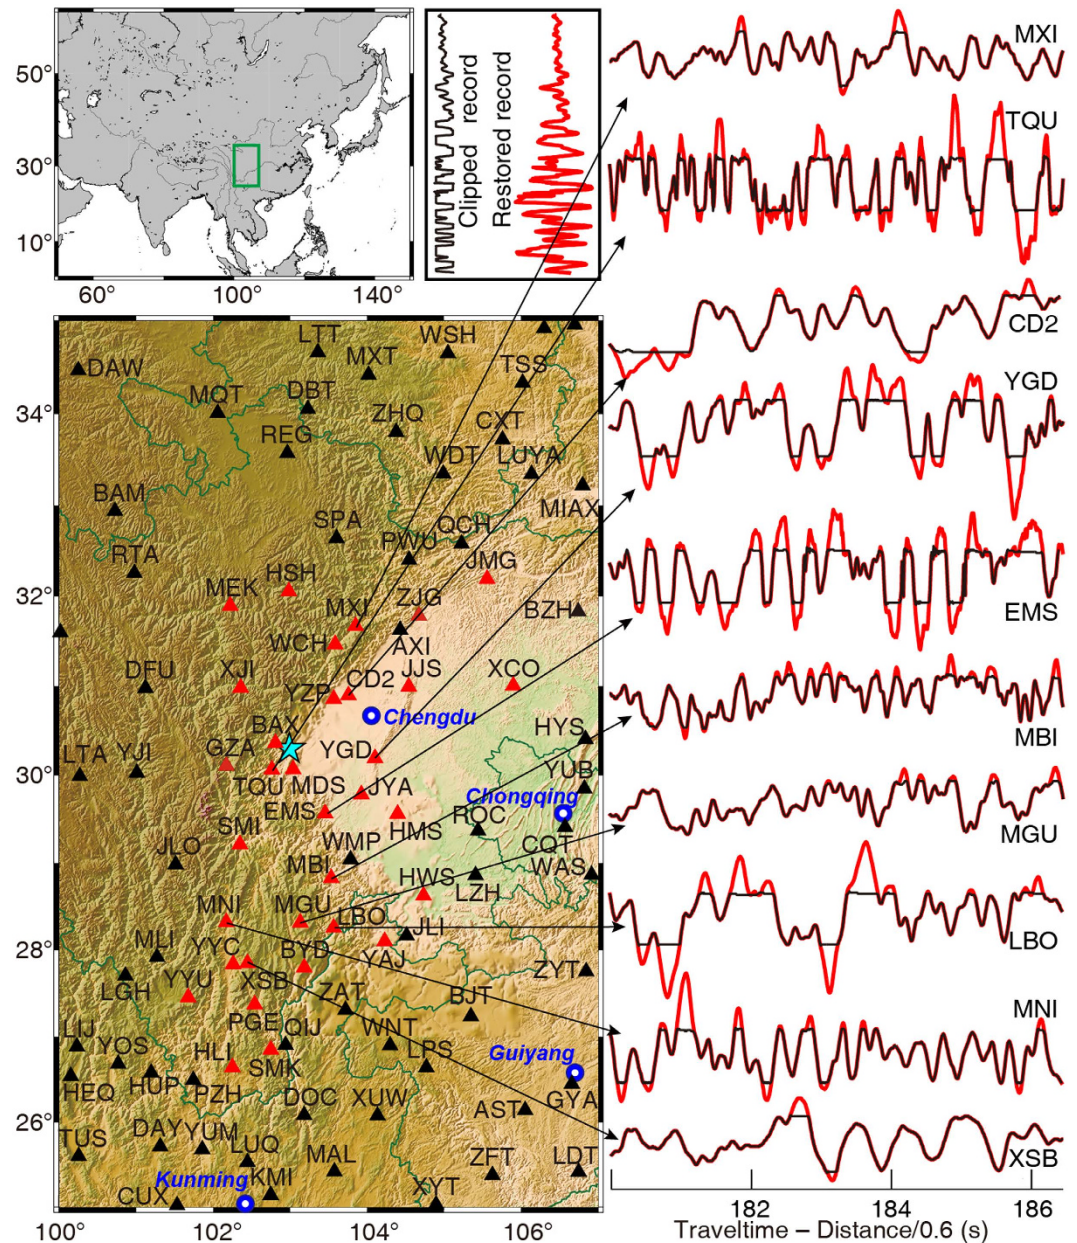 50°
30°
10°
60°
100°
140°
Clipped record
Restored record
MXI
TQU
CD2
YGD
EMS
MBI
MGU
LBO
MNI
XSB
182
184
186
Traveltime – Distance/0.6 (s)
34°
32°
30°
28°
26°
100
102
104
106
DAW
LTT
MXT
WSH
TSS
MQT
DBT
ZHQ
CXT
REG
WDT
LUYA
BAM
MIAX
SPA
QCH
RTA
PWU
JMG
MEK
HSH
MXI
ZJG
BZH
WCH
AXI
DFU
XJI
YZP
CD2
JJS
XCO
Chengdu
BAX
HYS
LTA
YJI
GZA
YGD
YUB
TQU
MDS
JYA
Chongqing
EMS
ROC
SMI
WMP
HMS
CQT
JLO
MBI
HWS
LZH
WAS
MNI
MGU
LBO
JLI
MLI
YYC
BYD
YAJ
ZYT
LGH
YYU
XSB
ZAT
BJT
PGE
LIJ
YOS
QIJ
WNT
HLI
SMK
LPS
Guiyang
HEQ
HUP
PZH
DOC
XUW
AST
GYA
TUS
DAY
YUM
LUQ
MAL
ZFT
LDT
Kunming
KMI
CUX
XYT